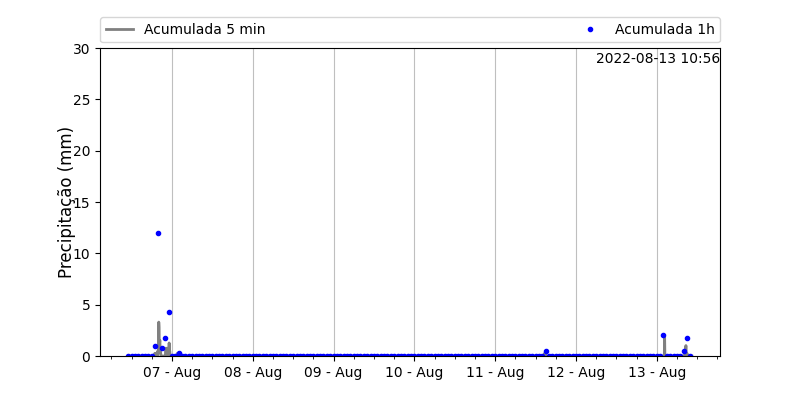 Acumulada 5 min
Acumulada 1h
2022-08-13 10:56
Precipitação (mm)
30
25
20
15
10
5
0
07 - Aug
08 - Aug
09 - Aug
10 - Aug
11 - Aug
12 - Aug
13 - Aug